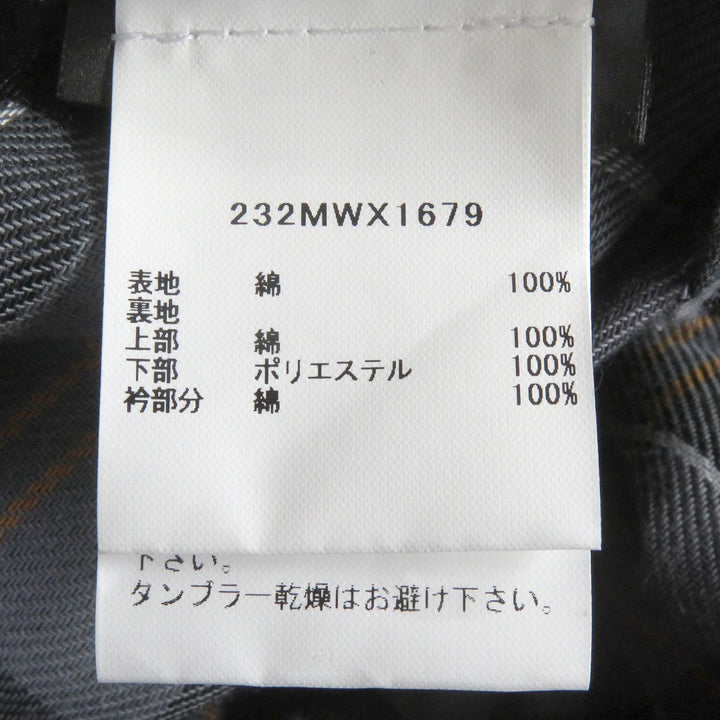 232MWX1679
表地 綿 100%
裏地
上部 綿 100%
下部 ポリエステル 100%
衿部分 綿 100%
下さい。
タンブラー乾燥はお避け下さい。